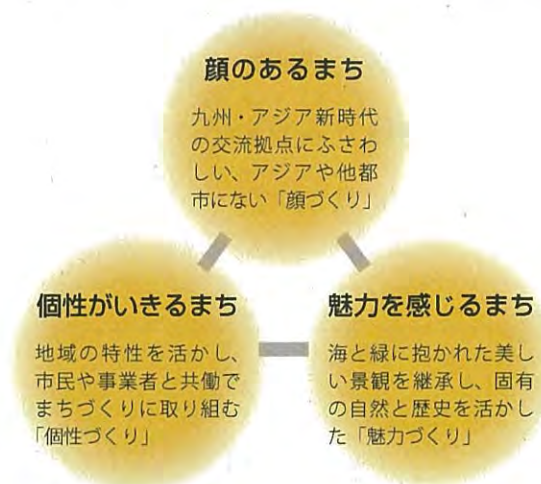 顔のあるまち
九州・アジア新時代
の交流拠点にふさわ
しい、アジアや他都
市にない「顔づくり」
個性がいきるまち
地域の特性を活かし、
市民や事業者と共働で
まちづくりに取り組む
「個性づくり」
魅力を感じるまち
海と緑に抱かれた美し
い景観を継承し、固有
の自然と歴史を活かし
た「魅力づくり」